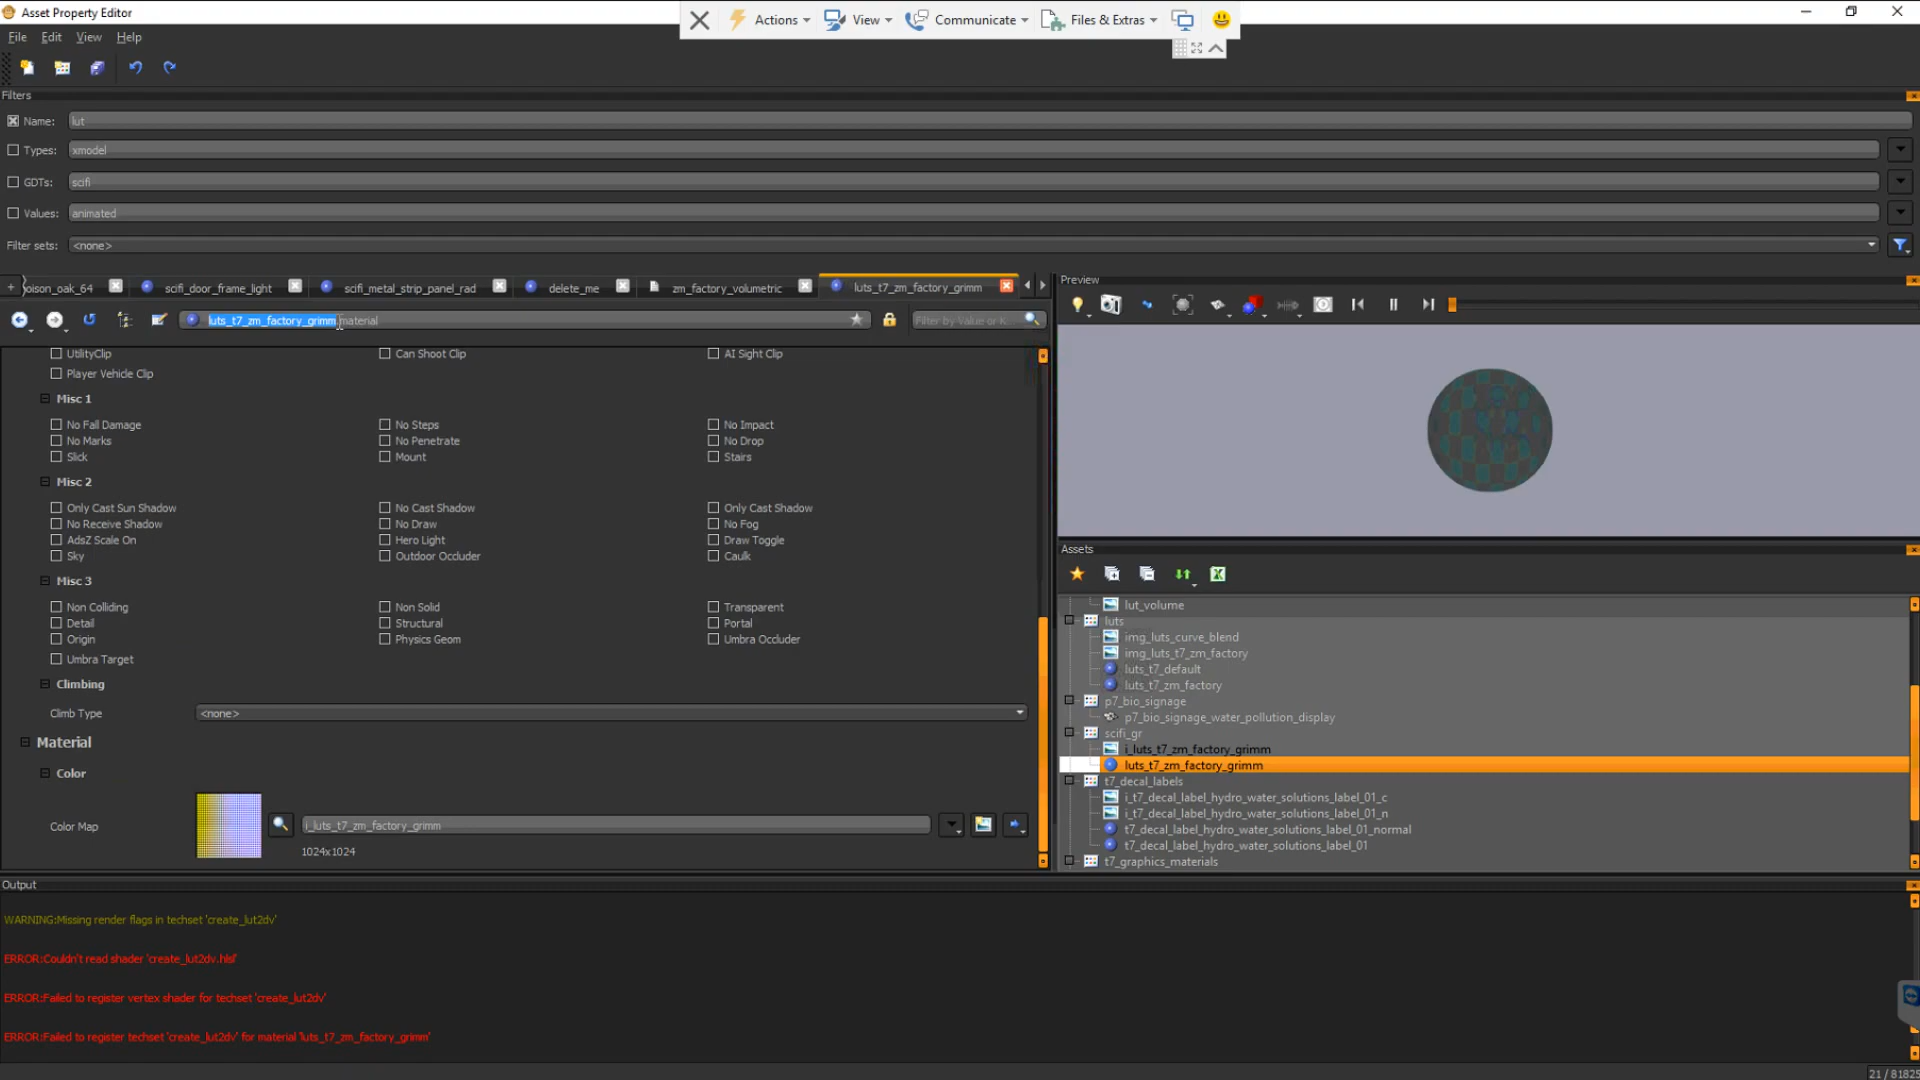 Asset Property Editor
Actions View Communicate Files & Extras
File Edit View Help
Filters
Name: lut
Types: xmodel
GDTs: scifi
Values: animated
Filter sets: <none>
oison_oak_64 scifi_door_frame_light scifi_metal_strip_panel_rad delete_me zm_factory_volumetric luts_t7_zm_factory_grimm
luts_t7_zm_factory_grimm material Filter by Value or K...
UtilityClip Can Shoot Clip AI Sight Clip
Player Vehicle Clip
Misc 1
No Fall Damage No Steps No Impact
No Marks No Penetrate No Drop
Slick Mount Stairs
Misc 2
Only Cast Sun Shadow No Cast Shadow Only Cast Shadow
No Receive Shadow No Draw No Fog
AdsZ Scale On Hero Light Draw Toggle
Sky Outdoor Occluder Caulk
Misc 3
Non Colliding Non Solid Transparent
Detail Structural Portal
Origin Physics Geom Umbra Occluder
Umbra Target
Climbing
Climb Type <none>
Material
Color
Color Map i_luts_t7_zm_factory_grimm
1024x1024
Preview
Assets
lut_volume
luts
img_luts_curve_blend
img_luts_t7_zm_factory
luts_t7_default
luts_t7_zm_factory
p7_bio_signage
p7_bio_signage_water_pollution_display
scifi_gr
i_luts_t7_zm_factory_grimm
luts_t7_zm_factory_grimm
t7_decal_labels
i_t7_decal_label_hydro_water_solutions_label_01_c
i_t7_decal_label_hydro_water_solutions_label_01_n
t7_decal_label_hydro_water_solutions_label_01_normal
t7_decal_label_hydro_water_solutions_label_01
t7_graphics_materials
Output
WARNING:Missing render flags in techset 'create_lut2dv'
ERROR:Couldn't read shader 'create_lut2dv.hlsl'
ERROR:Failed to register vertex shader for techset 'create_lut2dv'
ERROR:Failed to register techset 'create_lut2dv' for material 'luts_t7_zm_factory_grimm'
21 / 81825